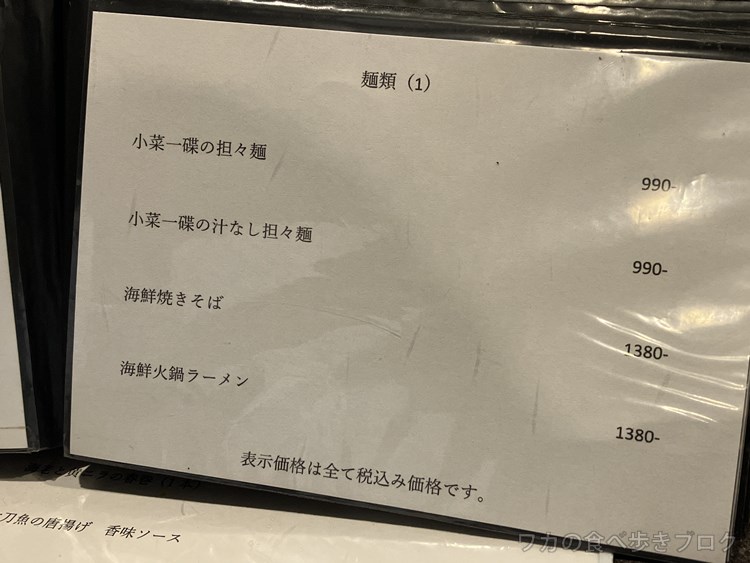 麺類（1）
小菜一碟の担々麺
990-
小菜一碟の汁なし担々麺
990-
海鮮焼きそば
1380-
海鮮火鍋ラーメン
1380-
表示価格は全て税込み価格です。
刀魚の唐揚げ　香味ソース
ワカの食べ歩きブログ